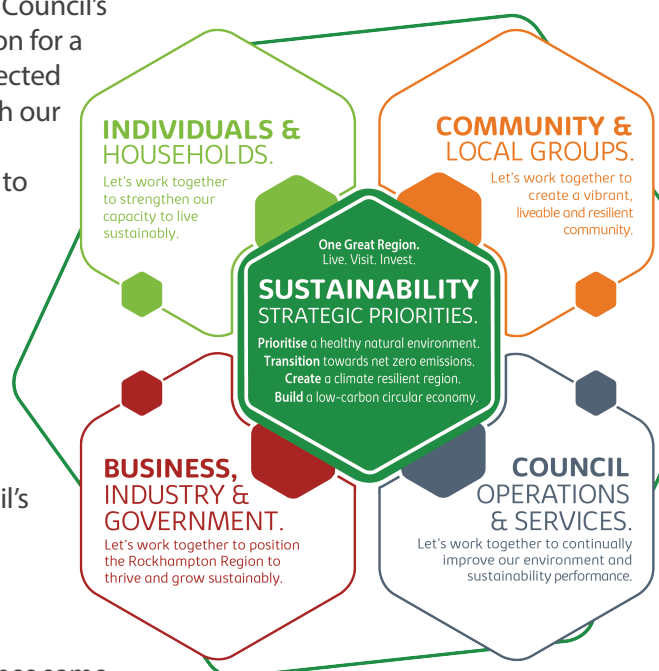 Council's
on for a
ected
h our
to
il's
INDIVIDUALS &
HOUSEHOLDS.
Let's work together
to strengthen our
capacity to live
sustainably.
COMMUNITY &
LOCAL GROUPS.
Let's work together to
create a vibrant,
liveable and resilient
community.
One Great Region.
Live. Visit. Invest.
SUSTAINABILITY
STRATEGIC PRIORITIES.
Prioritise a healthy natural environment.
Transition towards net zero emissions.
Create a climate resilient region.
Build a low-carbon circular economy.
BUSINESS,
INDUSTRY &
GOVERNMENT.
Let's work together to position
the Rockhampton Region to
thrive and grow sustainably.
COUNCIL
OPERATIONS
& SERVICES.
Let's work together to continually
improve our environment and
sustainability performance.